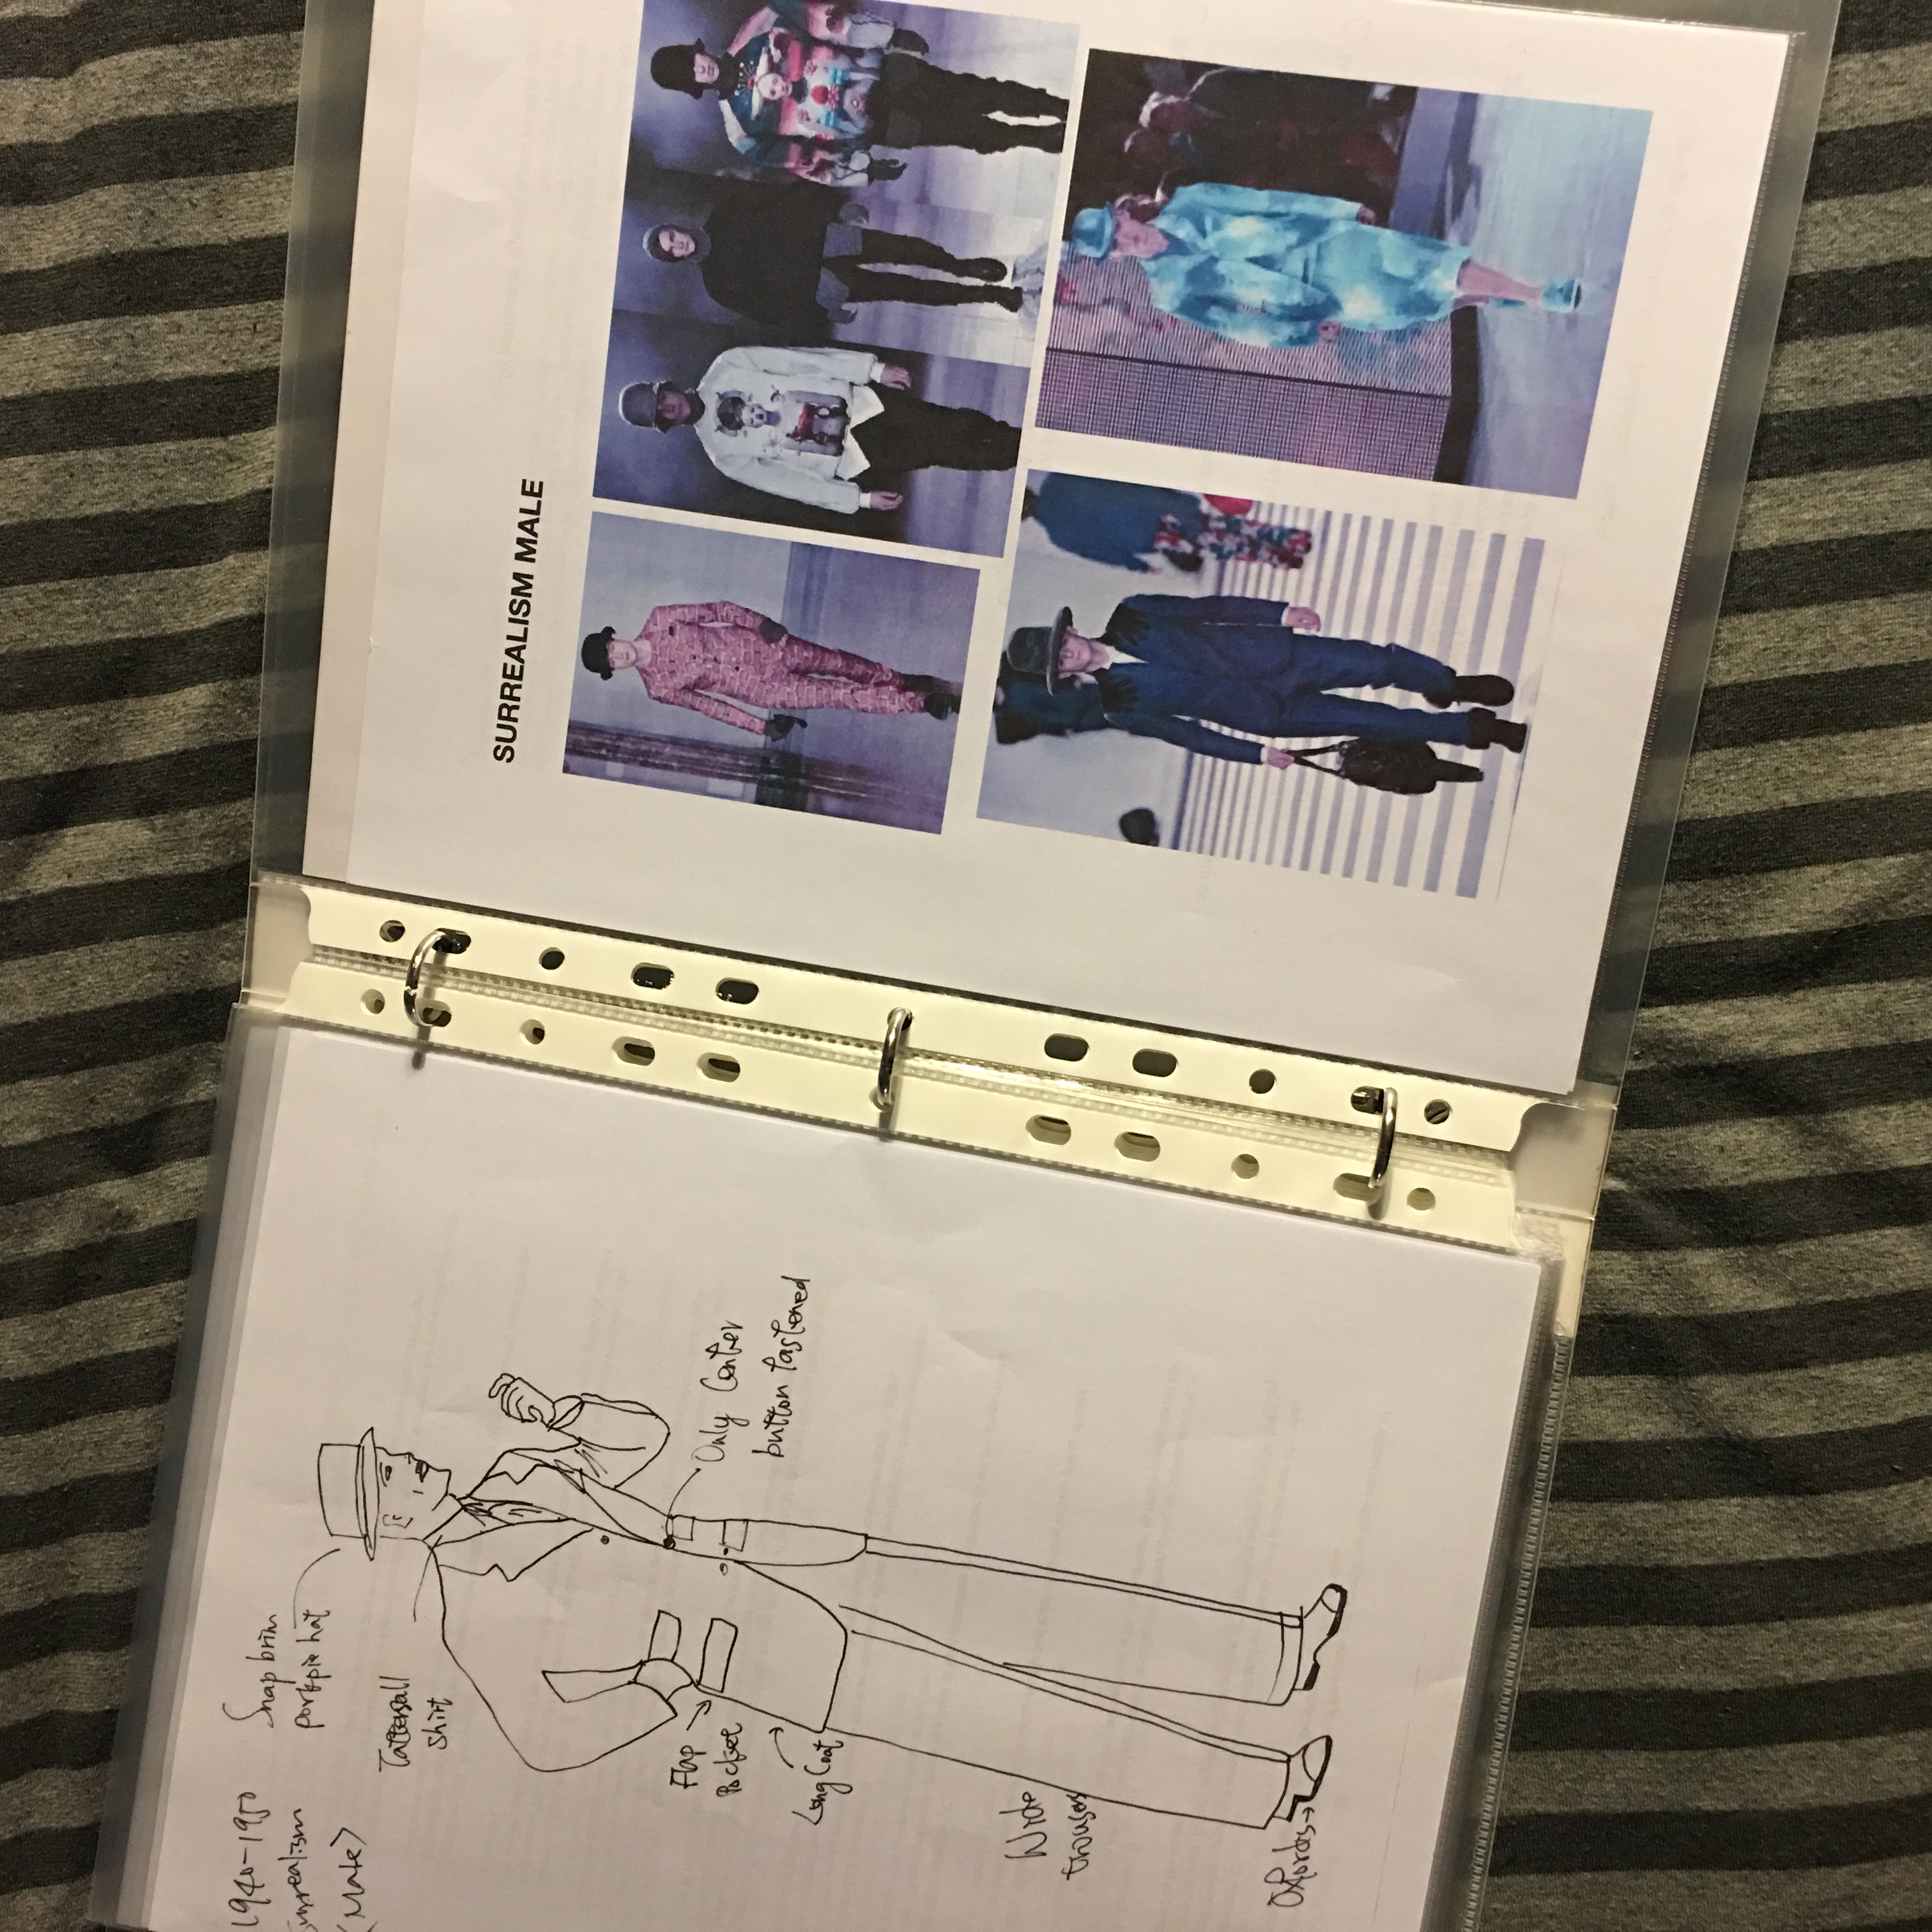 1940-1950
Surrealism
(Male)
Snap brim
porkpie hat
Tattersall
Shirt
Flap
Pocket
Long Coat
Only Center
button fastened
Wide
trousers
Oxfords
SURREALISM MALE